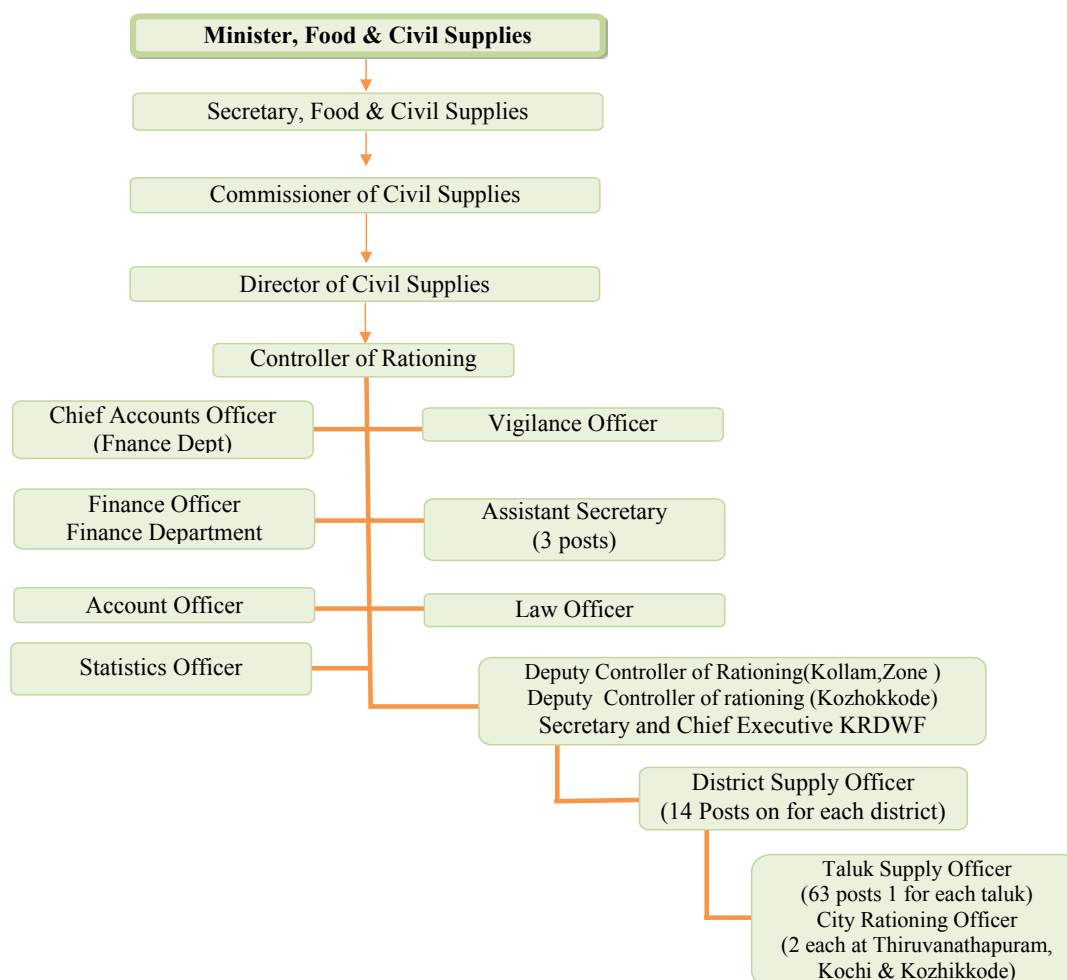 Minister, Food & Civil Supplies
Secretary, Food & Civil Supplies
Commissioner of Civil Supplies
Director of Civil Supplies
Controller of Rationing
Chief Accounts Officer
(Fnance Dept)
Vigilance Officer
Finance Officer
Finance Department
Assistant Secretary
(3 posts)
Account Officer
Law Officer
Statistics Officer
Deputy Controller of Rationing(Kollam,Zone )
Deputy Controller of rationing (Kozhokkode)
Secretary and Chief Executive KRDWF
District Supply Officer
(14 Posts on for each district)
Taluk Supply Officer
(63 posts 1 for each taluk)
City Rationing Officer
(2 each at Thiruvanathapuram,
Kochi & Kozhikkode)